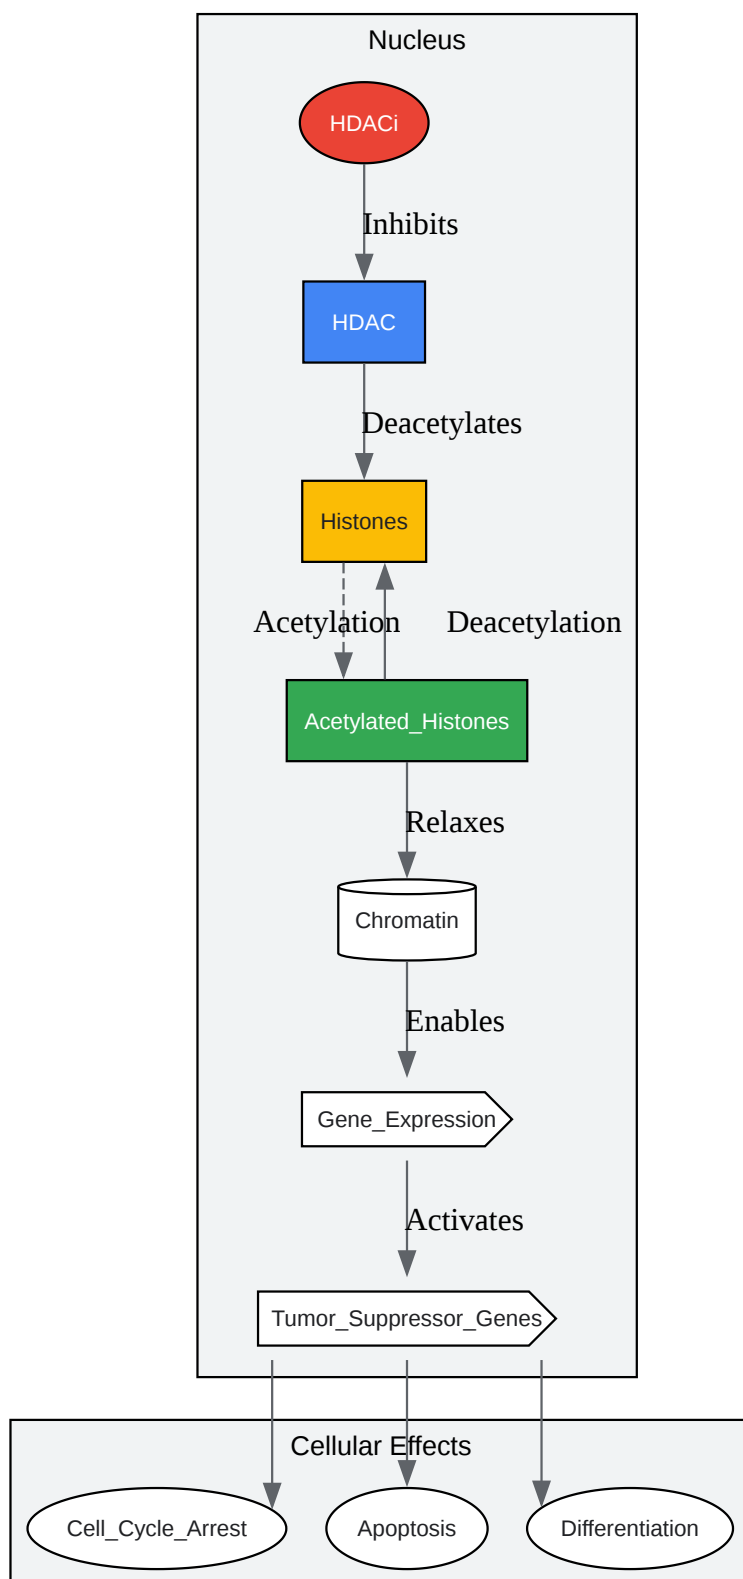 Nucleus
HDACi
Inhibits
HDAC
Deacetylates
Histones
Acetylation
Deacetylation
Acetylated_Histones
Relaxes
Chromatin
Enables
Gene_Expression
Activates
Tumor_Suppressor_Genes
Cellular Effects
Cell_Cycle_Arrest
Apoptosis
Differentiation